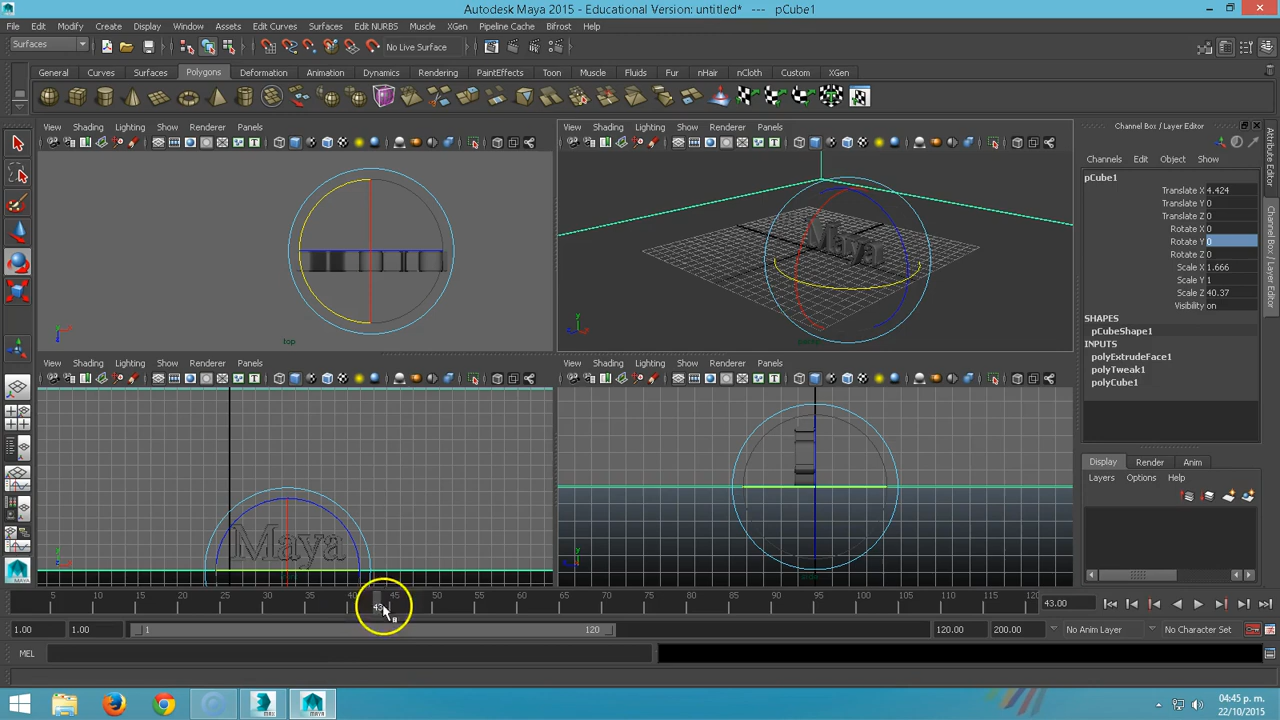 Autodesk Maya 2015 - Educational Version: untitled* --- pCube1
File Edit Modify Create Display Window Assets Edit Curves Surfaces Edit NURBS Muscle XGen Pipeline Cache Bifrost Help
Surfaces No Live Surface
General Curves Surfaces Polygons Deformation Animation Dynamics Rendering PaintEffects Toon Muscle Fluids Fur nHair nCloth Custom XGen
View Shading Lighting Show Renderer Panels
View Shading Lighting Show Renderer Panels
Channel Box / Layer Editor
Channels Edit Object Show
pCube1
Translate X 4.424
Translate Y 0
Translate Z 0
Rotate X 0
Rotate Y 0
Rotate Z 0
Scale X 1.666
Scale Y 1
Scale Z 40.37
Visibility on
SHAPES
pCubeShape1
INPUTS
polyExtrudeFace1
polyTweak1
polyCube1
Attribute Editor
Channel Box / Layer Editor
Maya
top
persp
View Shading Lighting Show Renderer Panels
View Shading Lighting Show Renderer Panels
Maya
Display Render Anim
Layers Options Help
5 10 15 20 25 30 35 40 45 50 55 60 65 70 75 80 85 90 95 100 105 110 115 120
43
43.00
1.00 1.00 1 120 120.00 200.00 No Anim Layer No Character Set
MEL
04:45 p. m.
22/10/2015